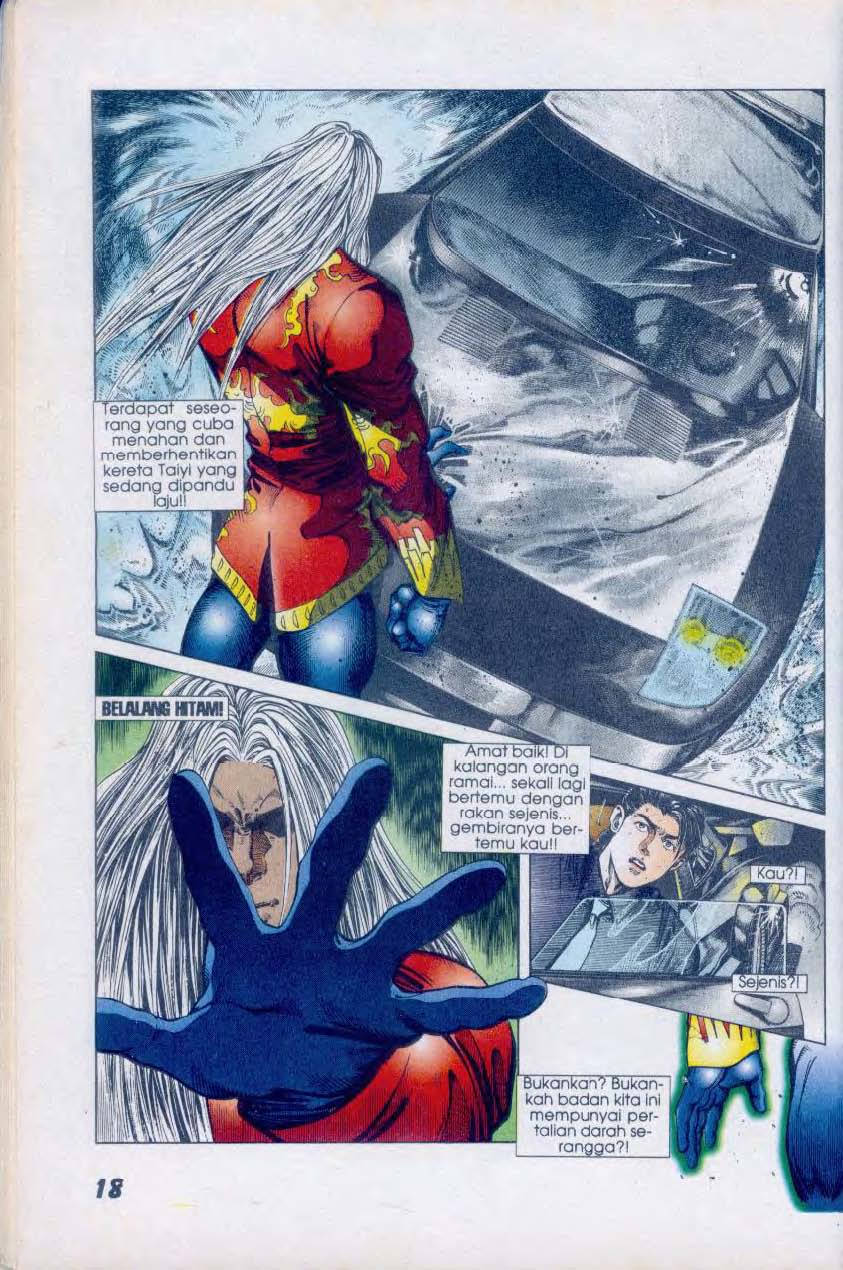 Terdapat seseo-
rang yang cuba
menahan dan
memberhentikan
kereta Taiyi yang
sedang dipandu
laju!!
BELALANG HITAM!
Amat baik! Di
kalangan orang
ramai... sekali lagi
bertemu dengan
rakan sejenis...
gembiranya ber-
temu kau!!
Kau?!
Sejenis?!
Bukankan? Bukan-
kah badan kita ini
mempunyai per-
talian darah se-
rangga?!
18